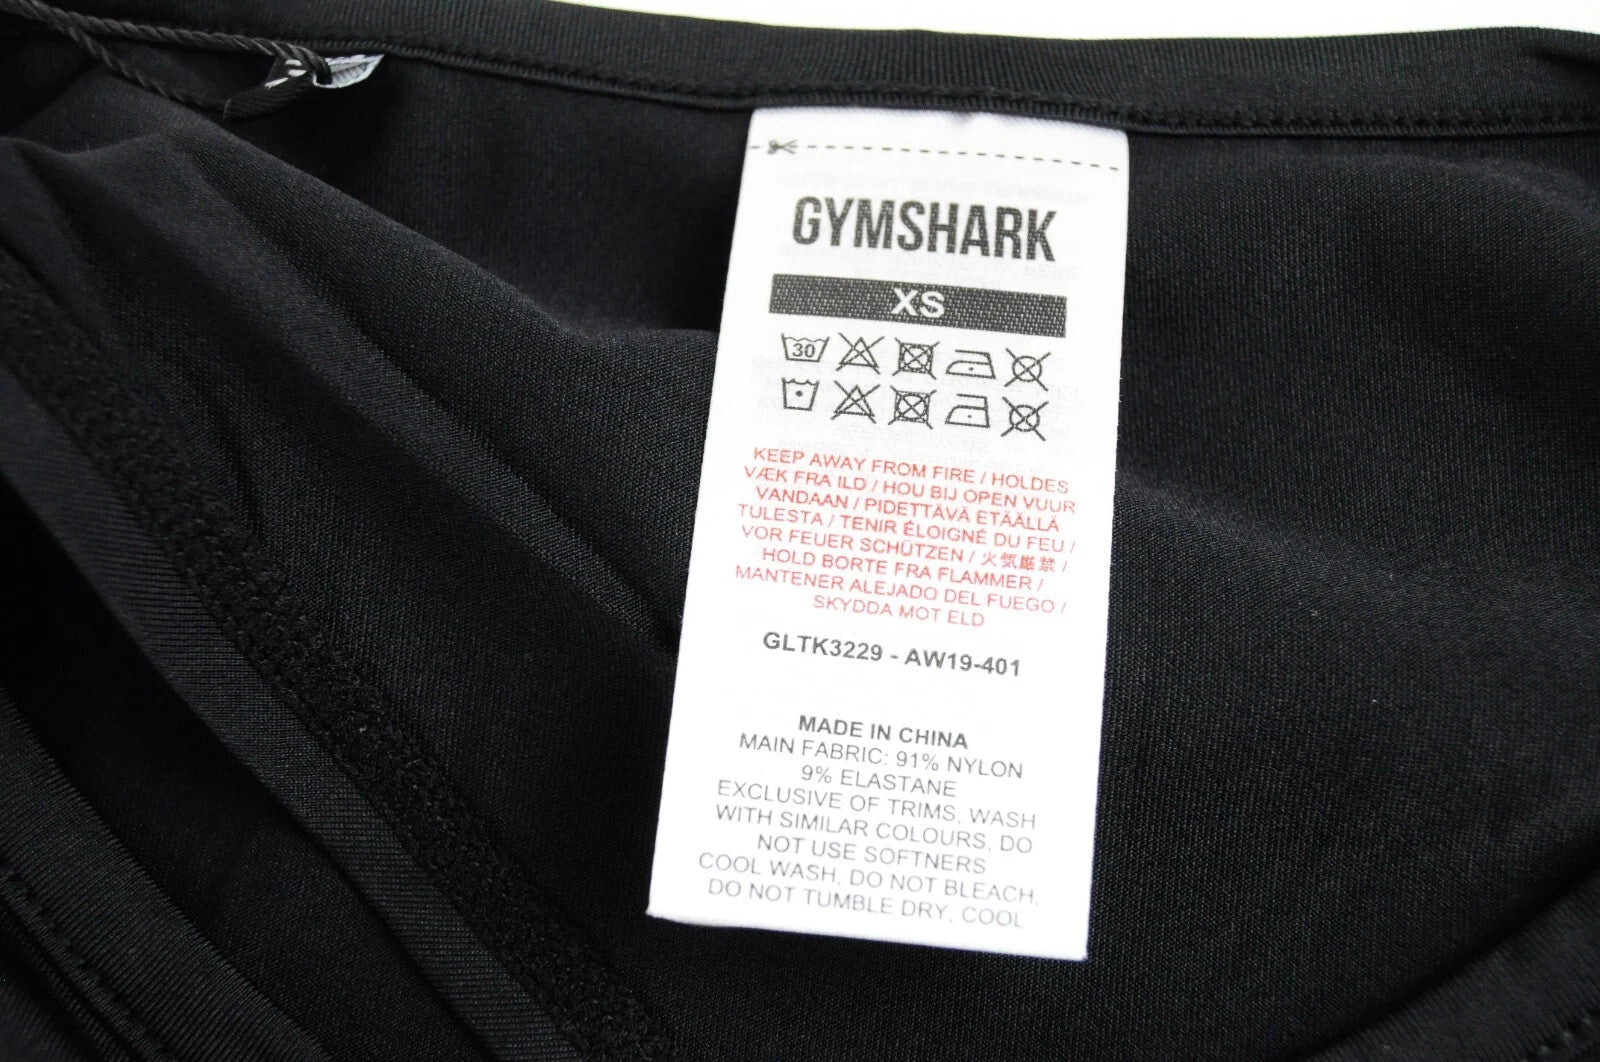 GYMSHARK
XS
30
KEEP AWAY FROM FIRE / HOLDES
VÆK FRA ILD / HOU BIJ OPEN VUUR
VANDAAN / PIDETTÄVÄ ETÄÄLLÄ
TULESTA / TENIR ÉLOIGNÉ DU FEU /
VOR FEUER SCHÜTZEN / 火気厳禁 /
HOLD BORTE FRA FLAMMER /
MANTENER ALEJADO DEL FUEGO /
SKYDDA MOT ELD
GLTK3229 - AW19-401
MADE IN CHINA
MAIN FABRIC: 91% NYLON
9% ELASTANE
EXCLUSIVE OF TRIMS, WASH
WITH SIMILAR COLOURS, DO
NOT USE SOFTNERS
COOL WASH, DO NOT BLEACH,
DO NOT TUMBLE DRY, COOL